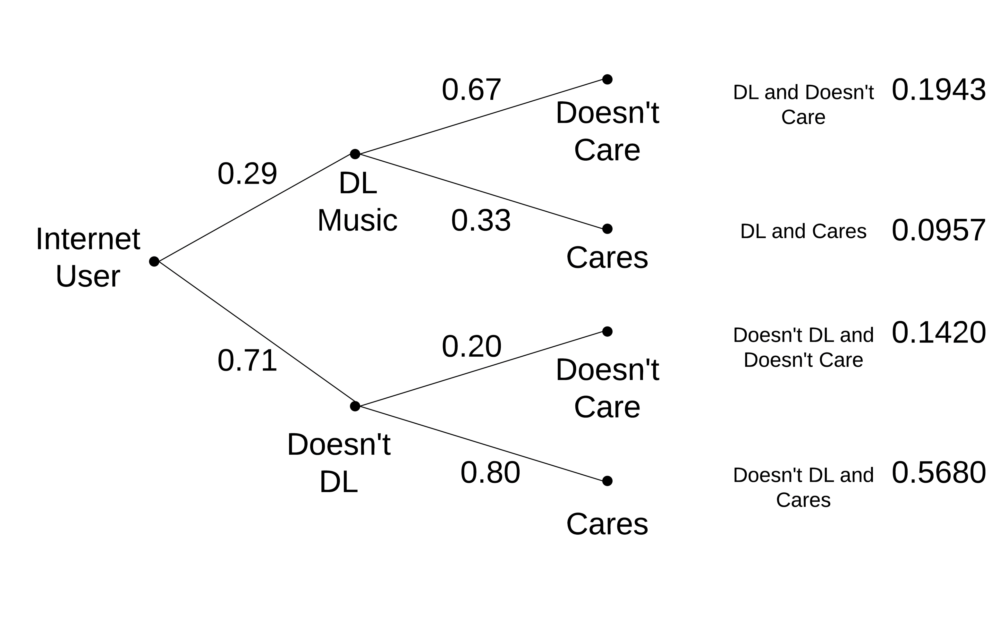 0.67
Doesn't
Care
DL and Doesn't
Care
0.1943
0.29
DL
Music
0.33
Cares
DL and Cares
0.0957
Internet
User
0.71
0.20
Doesn't
Care
Doesn't DL and
Doesn't Care
0.1420
Doesn't
DL
0.80
Cares
Doesn't DL and
Cares
0.5680